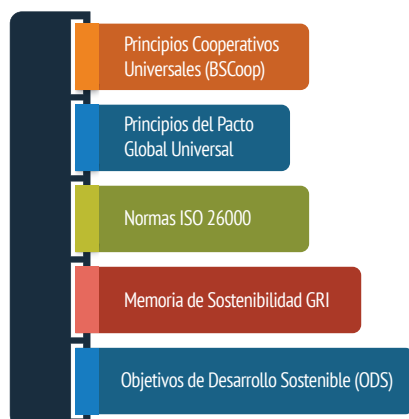 Principios Cooperativos
Universales (BSCoop)
Principios del Pacto
Global Universal
Normas ISO 26000
Memoria de Sostenibilidad GRI
Objetivos de Desarrollo Sostenible (ODS)